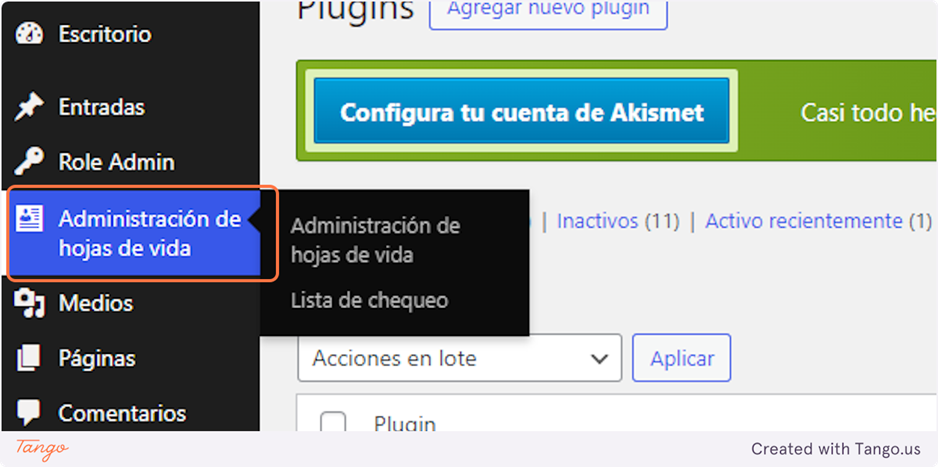 Plugins
Agregar nuevo plugin
Escritorio
Entradas
Role Admin
Administración de
hojas de vida
Medios
Páginas
Comentarios
Configura tu cuenta de Akismet
Casi todo he
Administración de
hojas de vida
Lista de chequeo
| Inactivos (11) | Activo recientemente (1)
Acciones en lote
Aplicar
Plugin
Tango
Created with Tango.us